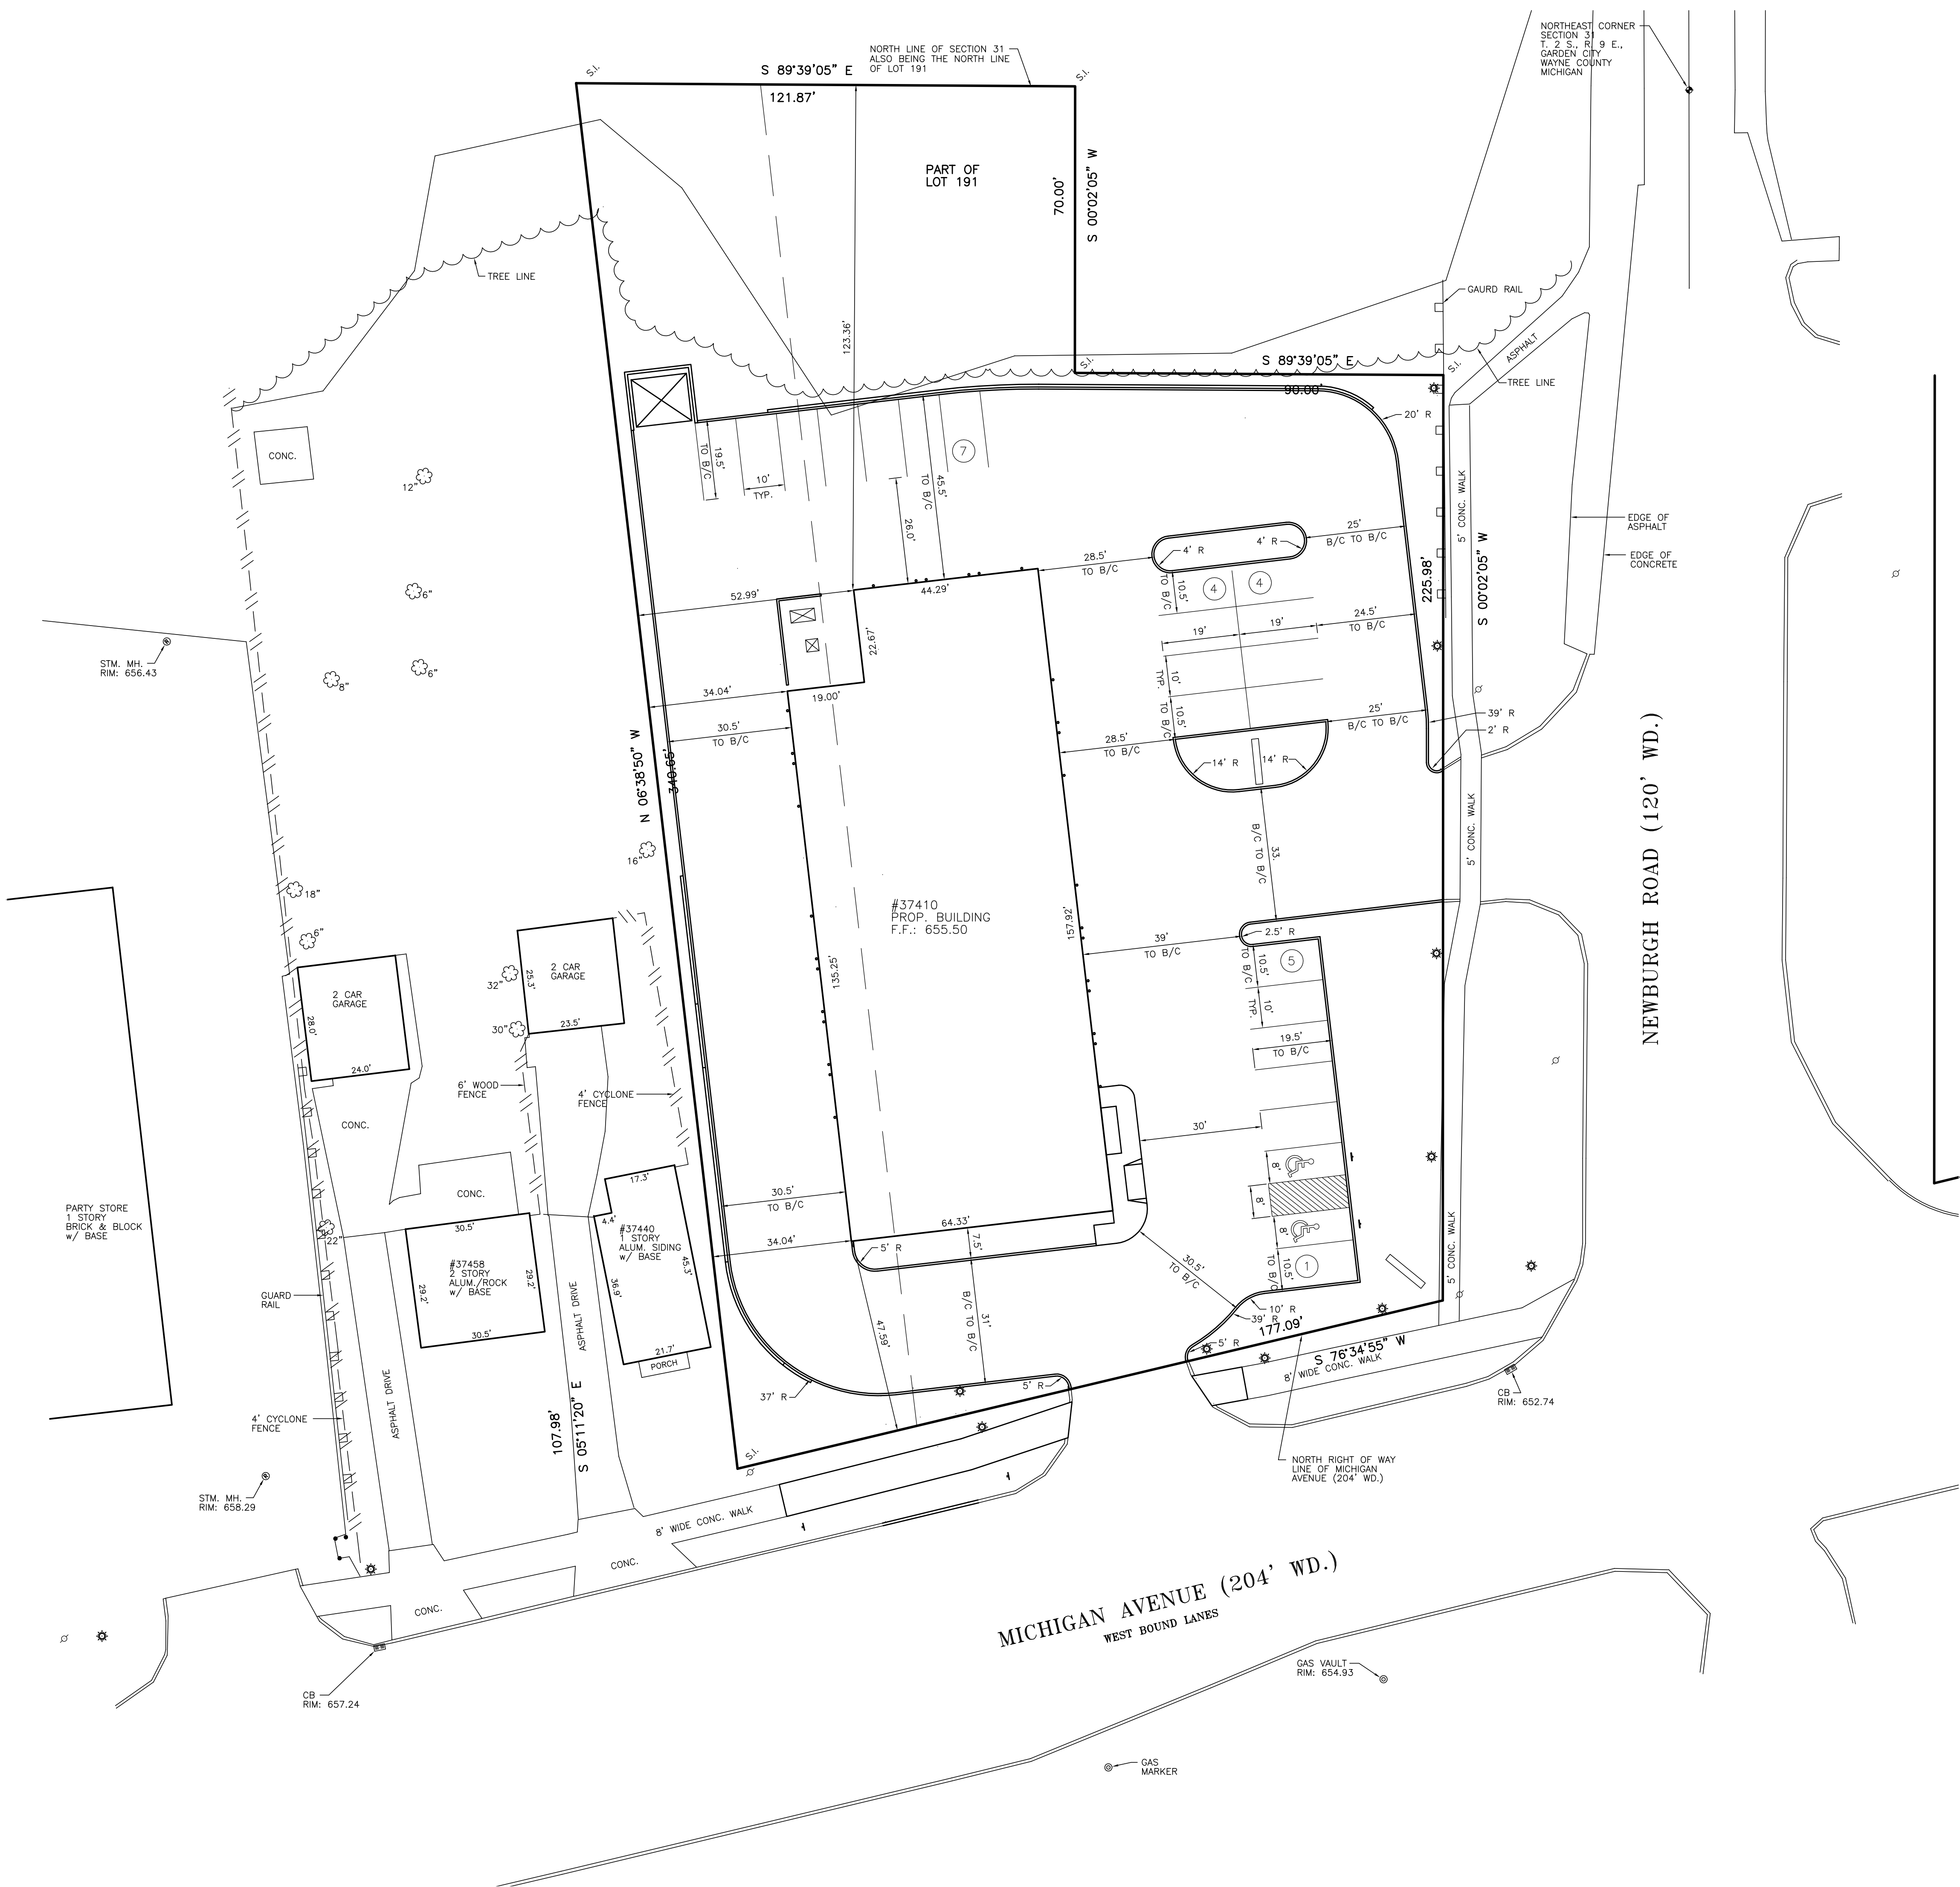 NORTHEAST CORNER
SECTION 31
T. 2 S., R. 9 E.,
GARDEN CITY
WAYNE COUNTY
MICHIGAN
NORTH LINE OF SECTION 31
ALSO BEING THE NORTH LINE
OF LOT 191
S 89°39'05" E
121.87'
S.I.
S.I.
PART OF
LOT 191
70.00'
S 00°02'05" W
TREE LINE
123.36'
GAURD RAIL
S.I.
S 89°39'05" E
90.00'
S.I.
ASPHALT
TREE LINE
20' R
CONC.
12"
19.5'
TO B/C
10'
TYP.
45.5'
TO B/C
7
26.0'
25'
B/C TO B/C
4' R
4' R
28.5'
TO B/C
10.5'
TO B/C
4
4
5' CONC. WALK
EDGE OF
ASPHALT
EDGE OF
CONCRETE
225.98'
S 00°02'05" W
52.99'
44.29'
22.67'
6"
6"
8"
STM. MH.
RIM: 656.43
19'
19'
24.5'
TO B/C
10'
TYP.
10.5'
TO B/C
34.04'
19.00'
30.5'
TO B/C
25'
B/C TO B/C
39' R
2' R
28.5'
TO B/C
14' R
14' R
N 06°38'50" W
340.65'
16"
33.
B/C TO B/C
5' CONC. WALK
NEWBURGH ROAD (120' WD.)
18"
6"
#37410
PROP. BUILDING
F.F.: 655.50
157.92'
135.25'
39'
TO B/C
2.5' R
10.5'
TO B/C
5
10'
TYP.
19.5'
TO B/C
2 CAR
GARAGE
28.0'
24.0'
2 CAR
GARAGE
25.3'
23.5'
32"
30"
6' WOOD
FENCE
4' CYCLONE
FENCE
CONC.
30'
8'
8'
8'
10.5'
TO B/C
1
PARTY STORE
1 STORY
BRICK & BLOCK
w/ BASE
CONC.
17.3'
4.4'
#37440
1 STORY
ALUM. SIDING
w/ BASE
45.3'
36.9'
21.7'
PORCH
30.5'
#37458
2 STORY
ALUM./ROCK
w/ BASE
29.2'
29.2'
30.5'
22"
GUARD
RAIL
30.5'
TO B/C
34.04'
64.33'
7.5'
5' R
31'
B/C TO B/C
47.59'
30.5'
TO B/C
10' R
39' R
5' R
177.09'
S 76°34'55" W
8' WIDE CONC. WALK
5' CONC. WALK
CB
RIM: 652.74
ASPHALT DRIVE
ASPHALT DRIVE
107.98'
S 05°11'20" E
37' R
5' R
S.I.
4' CYCLONE
FENCE
NORTH RIGHT OF WAY
LINE OF MICHIGAN
AVENUE (204' WD.)
STM. MH.
RIM: 658.29
8' WIDE CONC. WALK
CONC.
CONC.
MICHIGAN AVENUE (204' WD.)
WEST BOUND LANES
CB
RIM: 657.24
GAS VAULT
RIM: 654.93
GAS
MARKER